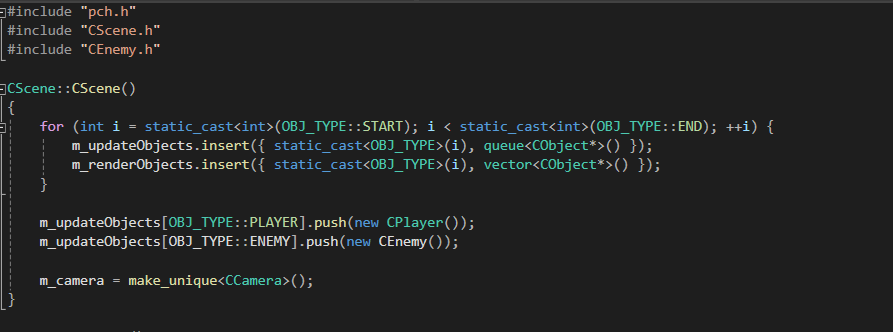 #include "pch.h"
#include "CScene.h"
#include "CEnemy.h"
CScene::CScene()
{
for (int i = static_cast<int>(OBJ_TYPE::START); i < static_cast<int>(OBJ_TYPE::END); ++i) {
m_updateObjects.insert({ static_cast<OBJ_TYPE>(i), queue<CObject*>() });
m_renderObjects.insert({ static_cast<OBJ_TYPE>(i), vector<CObject*>() });
}
m_updateObjects[OBJ_TYPE::PLAYER].push(new CPlayer());
m_updateObjects[OBJ_TYPE::ENEMY].push(new CEnemy());
m_camera = make_unique<CCamera>();
}